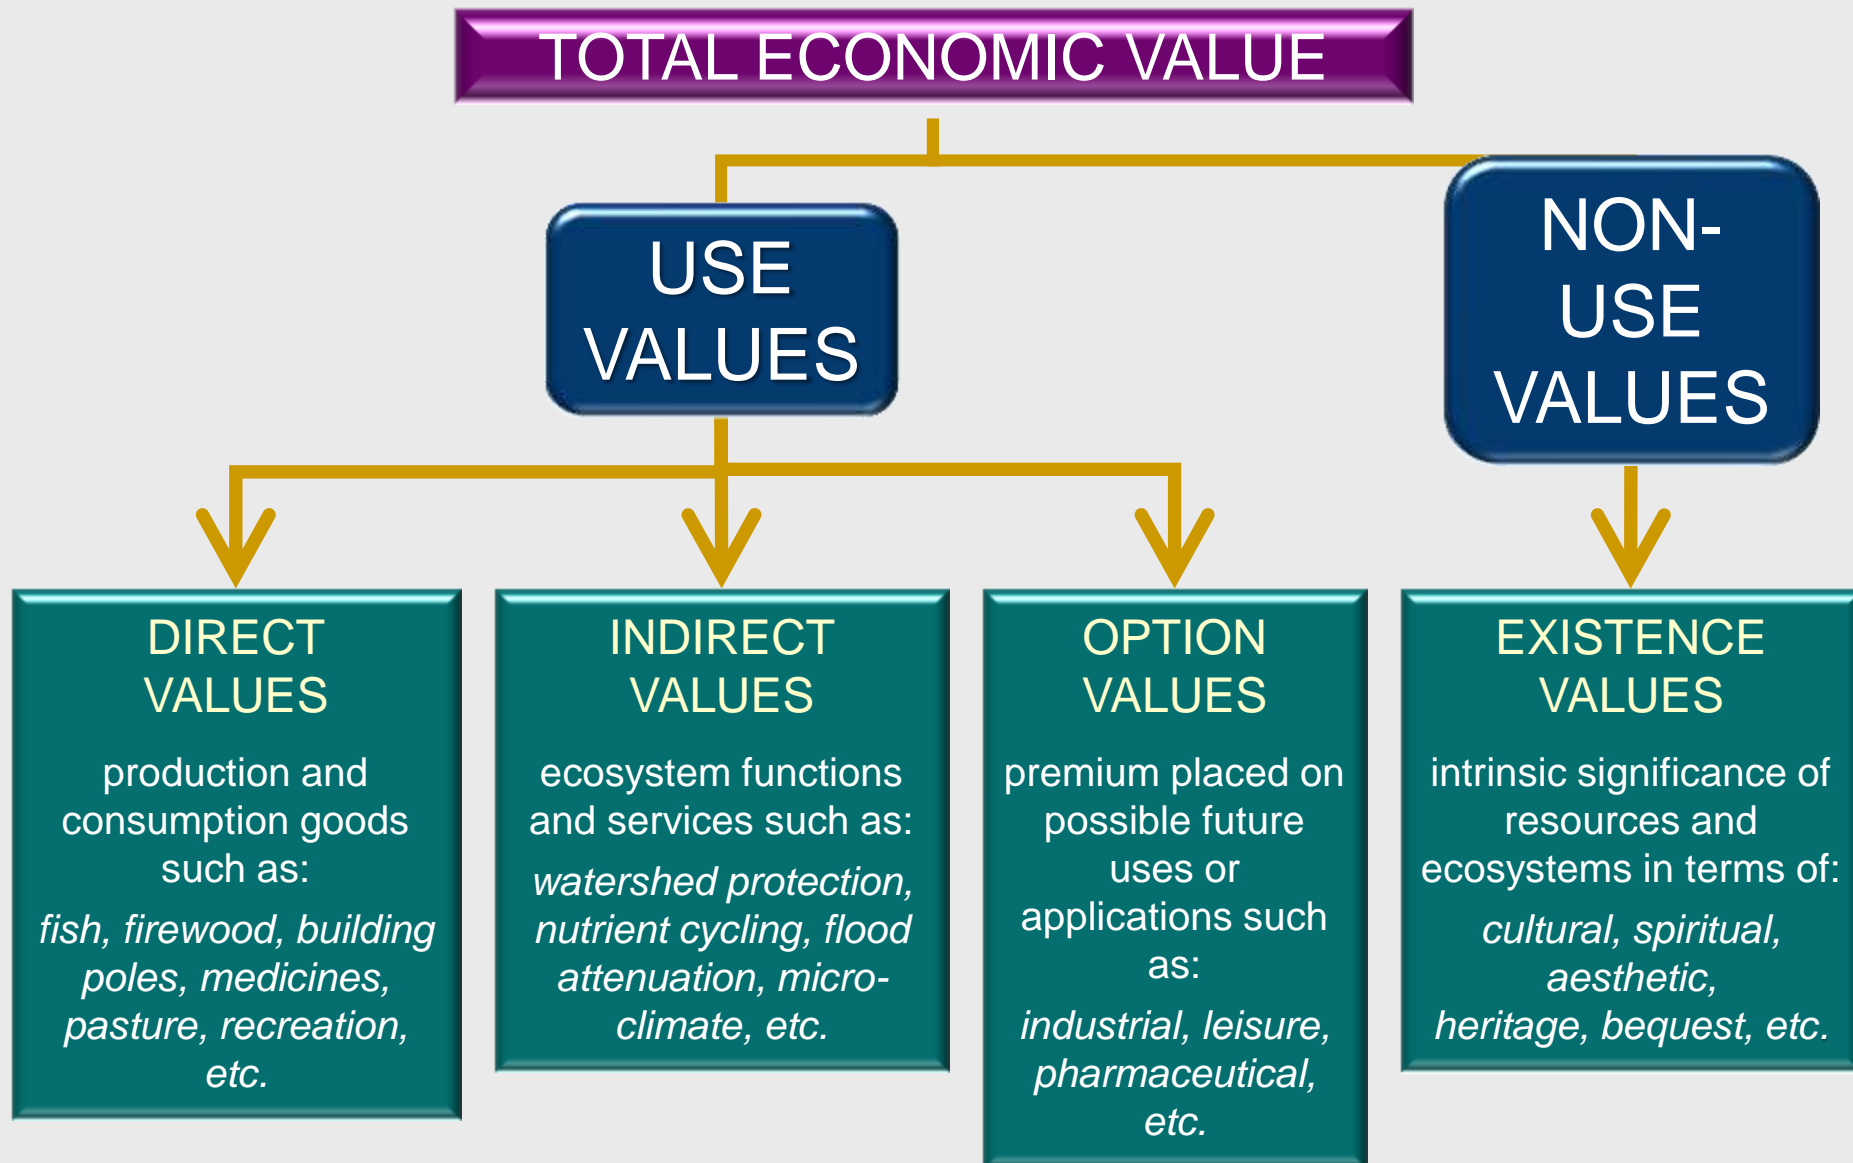 TOTAL ECONOMIC VALUE
USE
VALUES
NON-
USE
VALUES
DIRECT
VALUES
production and
consumption goods
such as:
fish, firewood, building
poles, medicines,
pasture, recreation,
etc.
INDIRECT
VALUES
ecosystem functions
and services such as:
watershed protection,
nutrient cycling, flood
attenuation, micro-
climate, etc.
OPTION
VALUES
premium placed on
possible future
uses or
applications such
as:
industrial, leisure,
pharmaceutical,
etc.
EXISTENCE
VALUES
intrinsic significance of
resources and
ecosystems in terms of:
cultural, spiritual,
aesthetic,
heritage, bequest, etc.